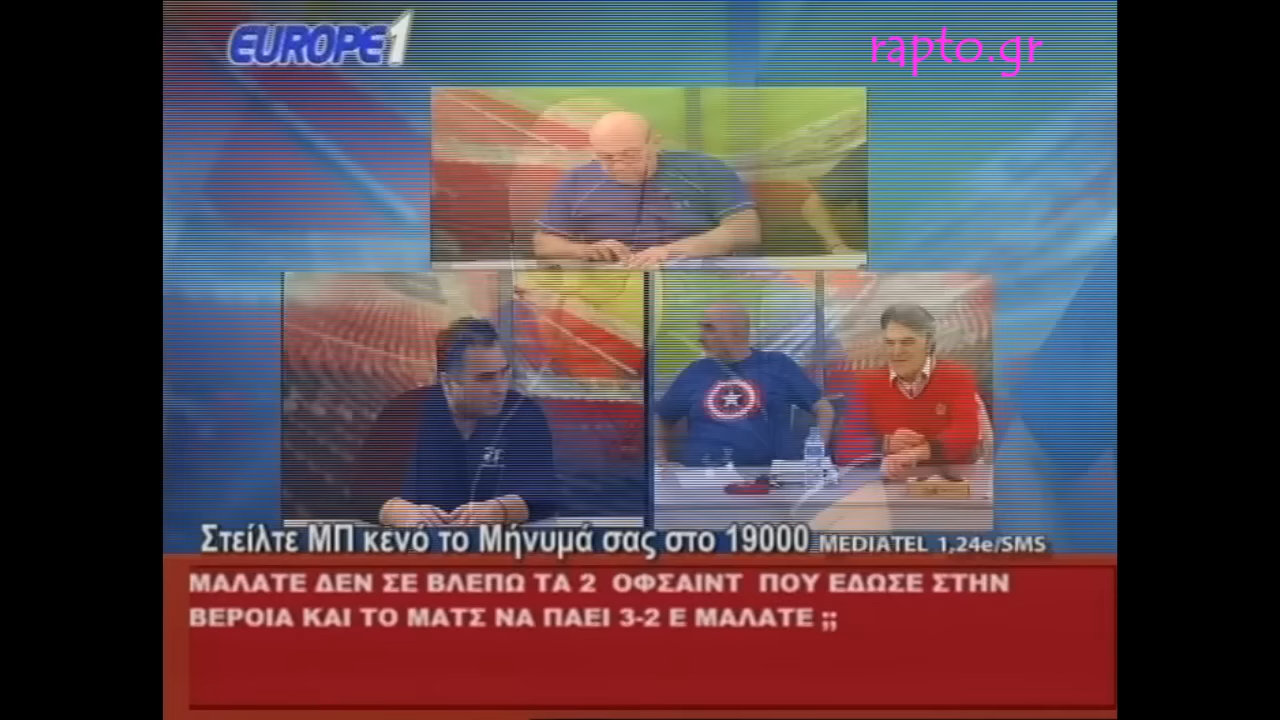 EUROPE1
rapto.gr
Στείλτε ΜΠ κενό το Μήνυμά σας στο 19000 MEDIATEL 1,24e/SMS
ΜΑΛΑΤΕ ΔΕΝ ΣΕ ΒΛΕΠΩ ΤΑ 2 ΟΦΣΑΙΝΤ ΠΟΥ ΕΔΩΣΕ ΣΤΗΝ
ΒΕΡΟΙΑ ΚΑΙ ΤΟ ΜΑΤΣ ΝΑ ΠΑΕΙ 3-2 Ε ΜΑΛΑΤΕ ;;